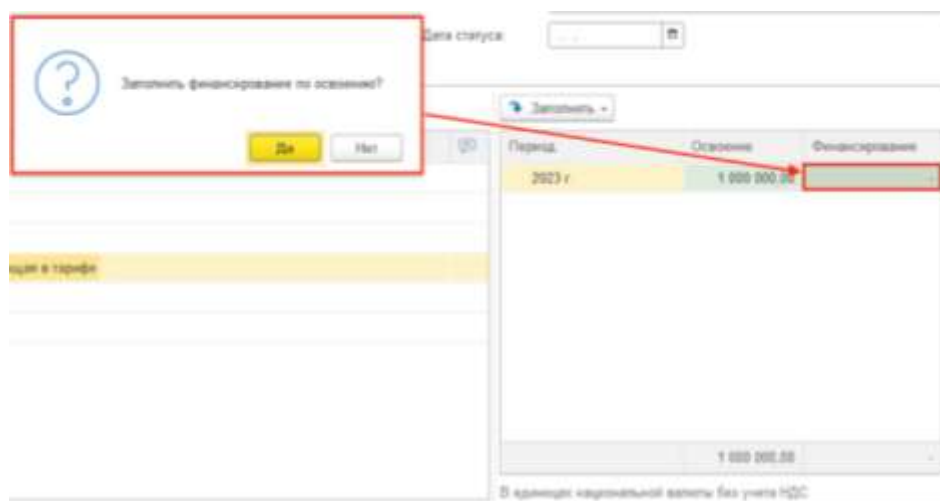 Дата статуса:
Заполнить финансирование по освоению?
Да
Нет
Заполнить
Период
Освоение
Финансирование
2023 г
1 000 000,00
-
ящая в тарифе
1 000 000,00
-
В единицах национальной валюты без учета НДС